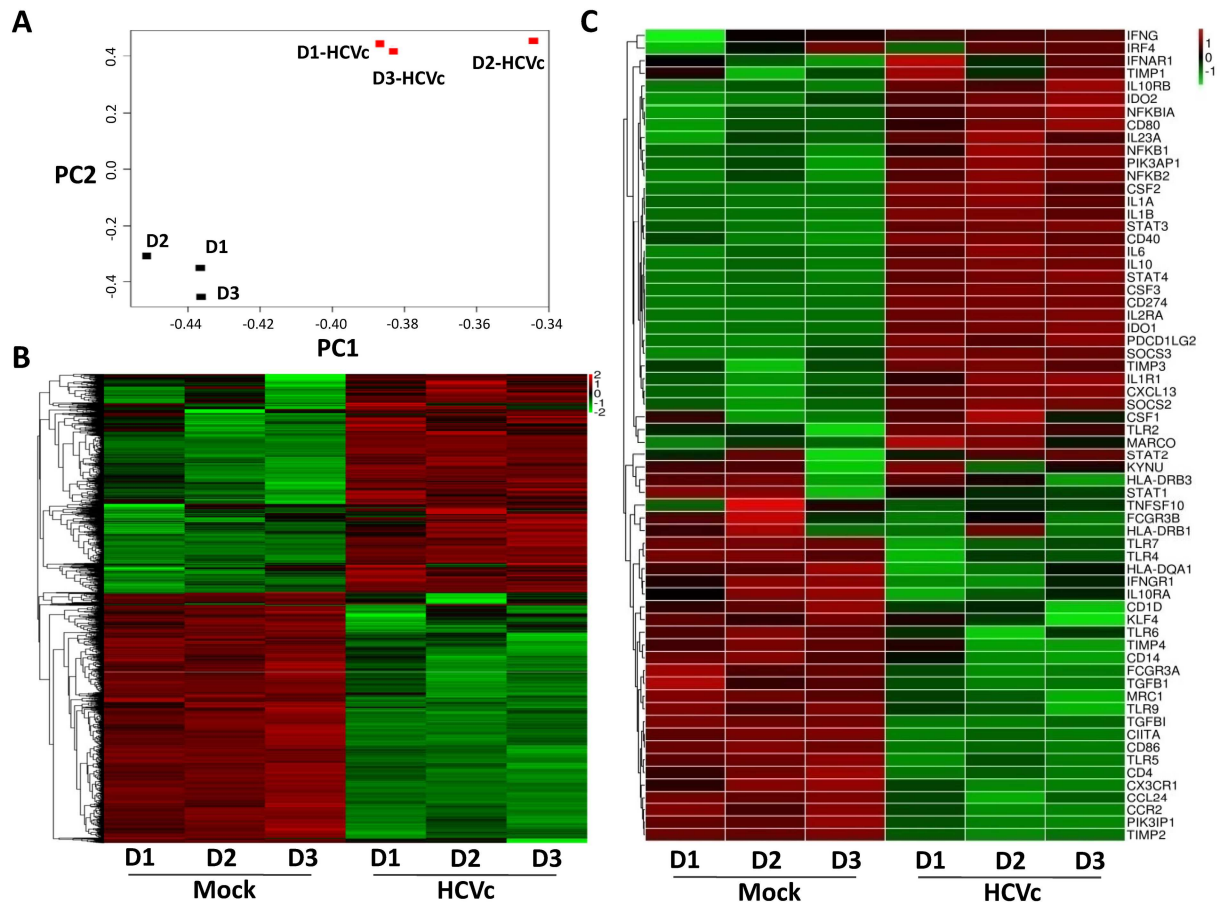 A
0.4
0.2
0.0
-0.2
-0.4
PC2
D1-HCVc
D3-HCVc
D2-HCVc
D2
D1
D3
-0.44
-0.42
-0.40
-0.38
-0.36
-0.34
PC1
B
2
1
0
-1
-2
D1
D2
D3
D1
D2
D3
Mock
HCVc
C
1
0
-1
IFNG
IRF4
IFNAR1
TIMP1
IL10RB
IDO2
NFKBIA
CD80
IL23A
NFKB1
PIK3AP1
NFKB2
CSF2
IL1A
IL1B
STAT3
CD40
IL6
IL10
STAT4
CSF3
CD274
IL2RA
IDO1
PDCD1LG2
SOCS3
TIMP3
IL1R1
CXCL13
SOCS2
CSF1
TLR2
MARCO
STAT2
KYNU
HLA-DRB3
STAT1
TNFSF10
FCGR3B
HLA-DRB1
TLR7
TLR4
HLA-DQA1
IFNGR1
IL10RA
CD1D
KLF4
TLR6
TIMP4
CD14
FCGR3A
TGFB1
MRC1
TLR9
TGFBI
CIITA
CD86
TLR5
CD4
CX3CR1
CCL24
CCR2
PIK3IP1
TIMP2
D1
D2
D3
D1
D2
D3
Mock
HCVc